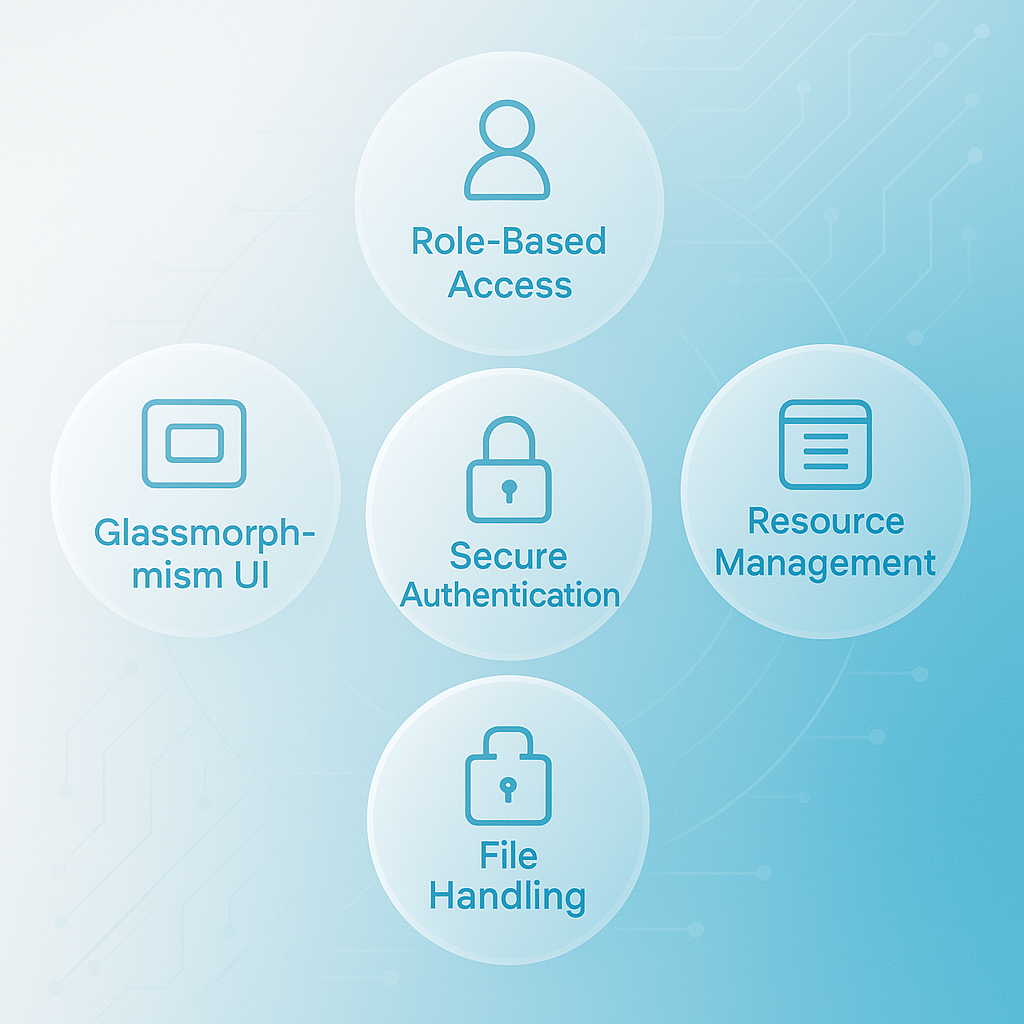 Role-Based
Access
Glassmorph-
mism UI
Secure
Authentication
Resource
Management
File
Handling